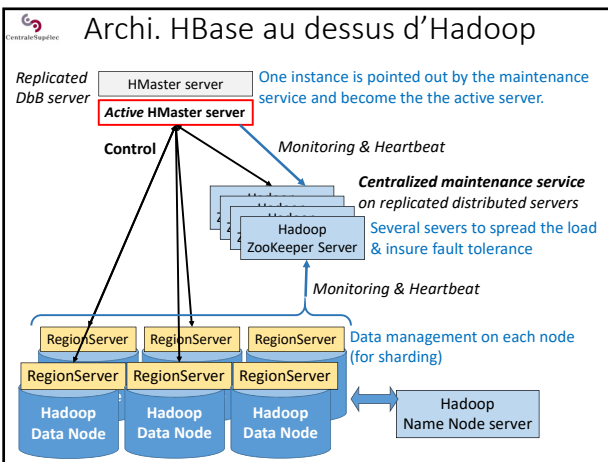 CentraleSupélec
Archi. HBase au dessus d’Hadoop
Replicated
DbB server
HMaster server
Active HMaster server
One instance is pointed out by the maintenance
service and become the the active server.
Control
Monitoring & Heartbeat
Centralized maintenance service
on replicated distributed servers
Hadoop
ZooKeeper Server
Several severs to spread the load
& insure fault tolerance
Monitoring & Heartbeat
RegionServer
RegionServer
RegionServer
Data management on each node
(for sharding)
RegionServer
RegionServer
RegionServer
Hadoop
Data Node
Hadoop
Data Node
Hadoop
Data Node
Hadoop
Name Node server